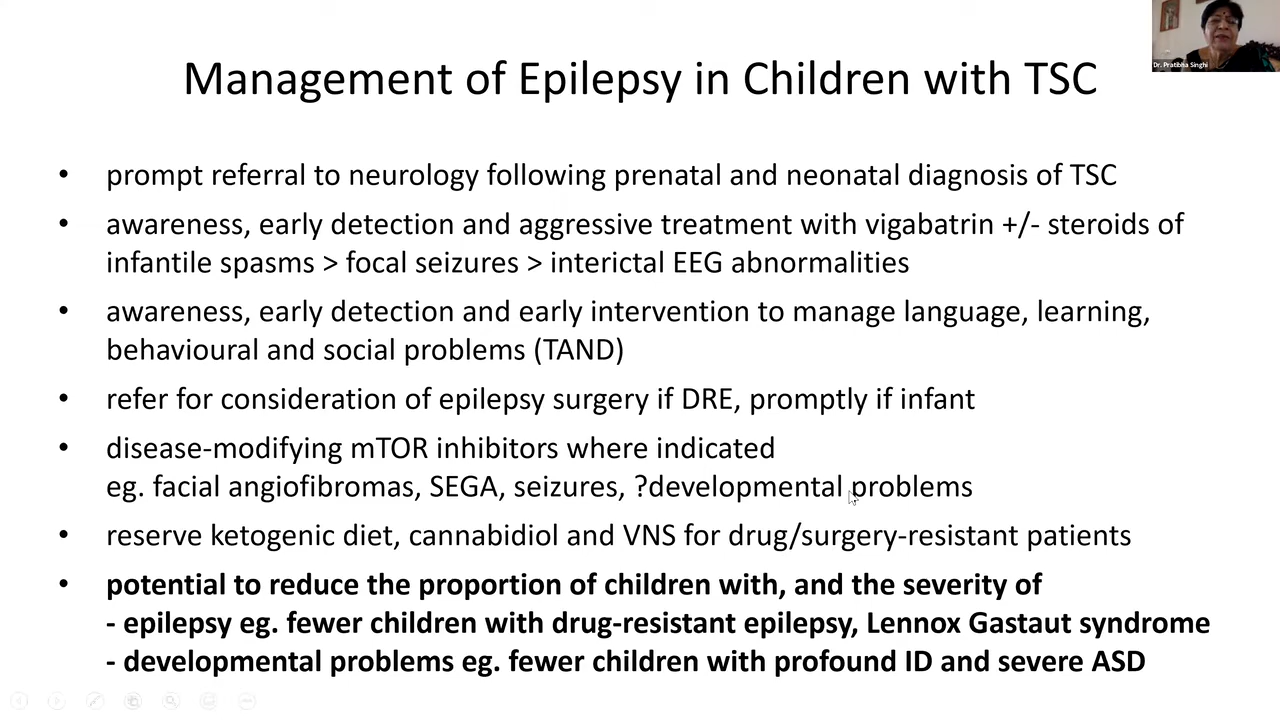 Dr. Pratibha Singhi
Management of Epilepsy in Children with TSC
• prompt referral to neurology following prenatal and neonatal diagnosis of TSC
• awareness, early detection and aggressive treatment with vigabatrin +/- steroids of
infantile spasms > focal seizures > interictal EEG abnormalities
• awareness, early detection and early intervention to manage language, learning,
behavioural and social problems (TAND)
• refer for consideration of epilepsy surgery if DRE, promptly if infant
• disease-modifying mTOR inhibitors where indicated
eg. facial angiofibromas, SEGA, seizures, ?developmental problems
• reserve ketogenic diet, cannabidiol and VNS for drug/surgery-resistant patients
• potential to reduce the proportion of children with, and the severity of
- epilepsy eg. fewer children with drug-resistant epilepsy, Lennox Gastaut syndrome
- developmental problems eg. fewer children with profound ID and severe ASD